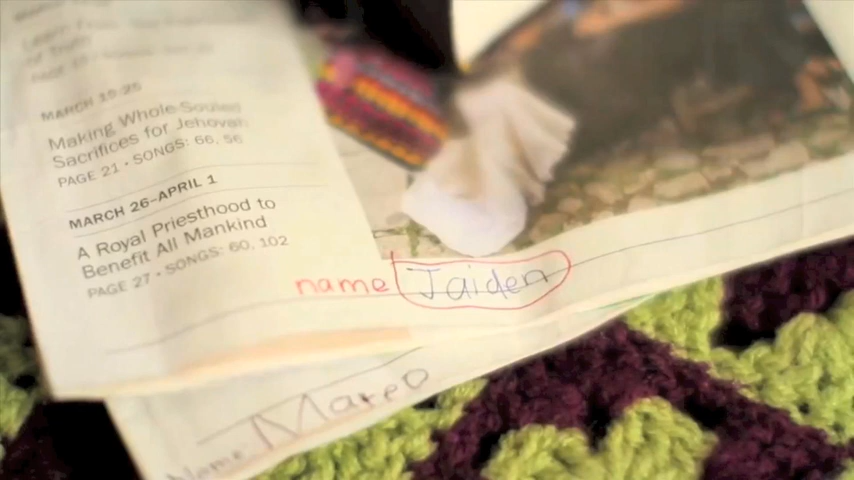 MARCH 19-25
Making Whole-Souled
Sacrifices for Jehovah
PAGE 21 • SONGS: 66, 56
MARCH 26–APRIL 1
A Royal Priesthood to
Benefit All Mankind
PAGE 27 • SONGS: 60, 102
name Jaiden
Name Mateo